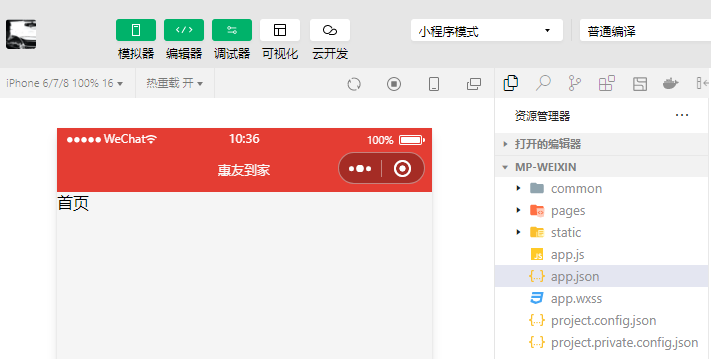 模拟器 编辑器 调试器 可视化 云开发 小程序模式 普通编译
iPhone 6/7/8 100% 16 热重载 开
资源管理器
打开的编辑器
MP-WEIXIN
common
pages
static
app.js
app.json
app.wxss
project.config.json
project.private.config.json
WeChat 10:36 100%
惠友到家
首页